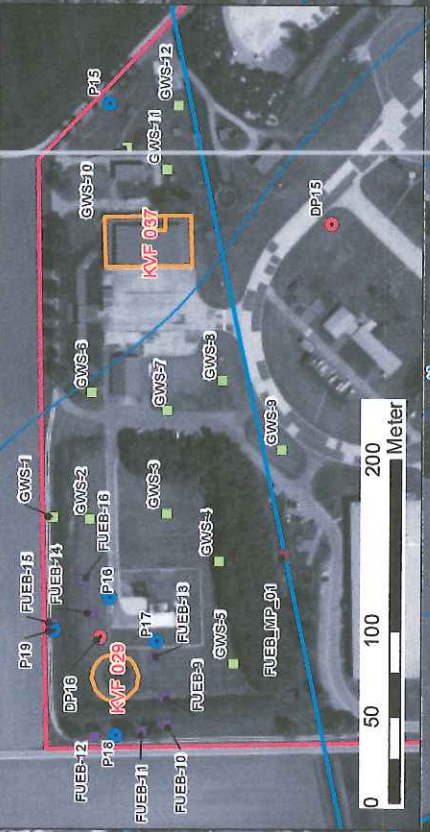 GWS-12
P15
GWS-11
GWS-10
KVF 037
DP15
GWS-6
GWS-7
GWS-8
GWS-9
GWS-1
GWS-2
FUEB-16
GWS-3
GWS-4
GWS-5
FUEB-15
FUEB-14
P19
P16
P17
FUEB-13
FUEB_MP_01
DP16
KVF 029
FUEB-9
FUEB-12
P18
FUEB-11
FUEB-10
0 50 100 200
Meter